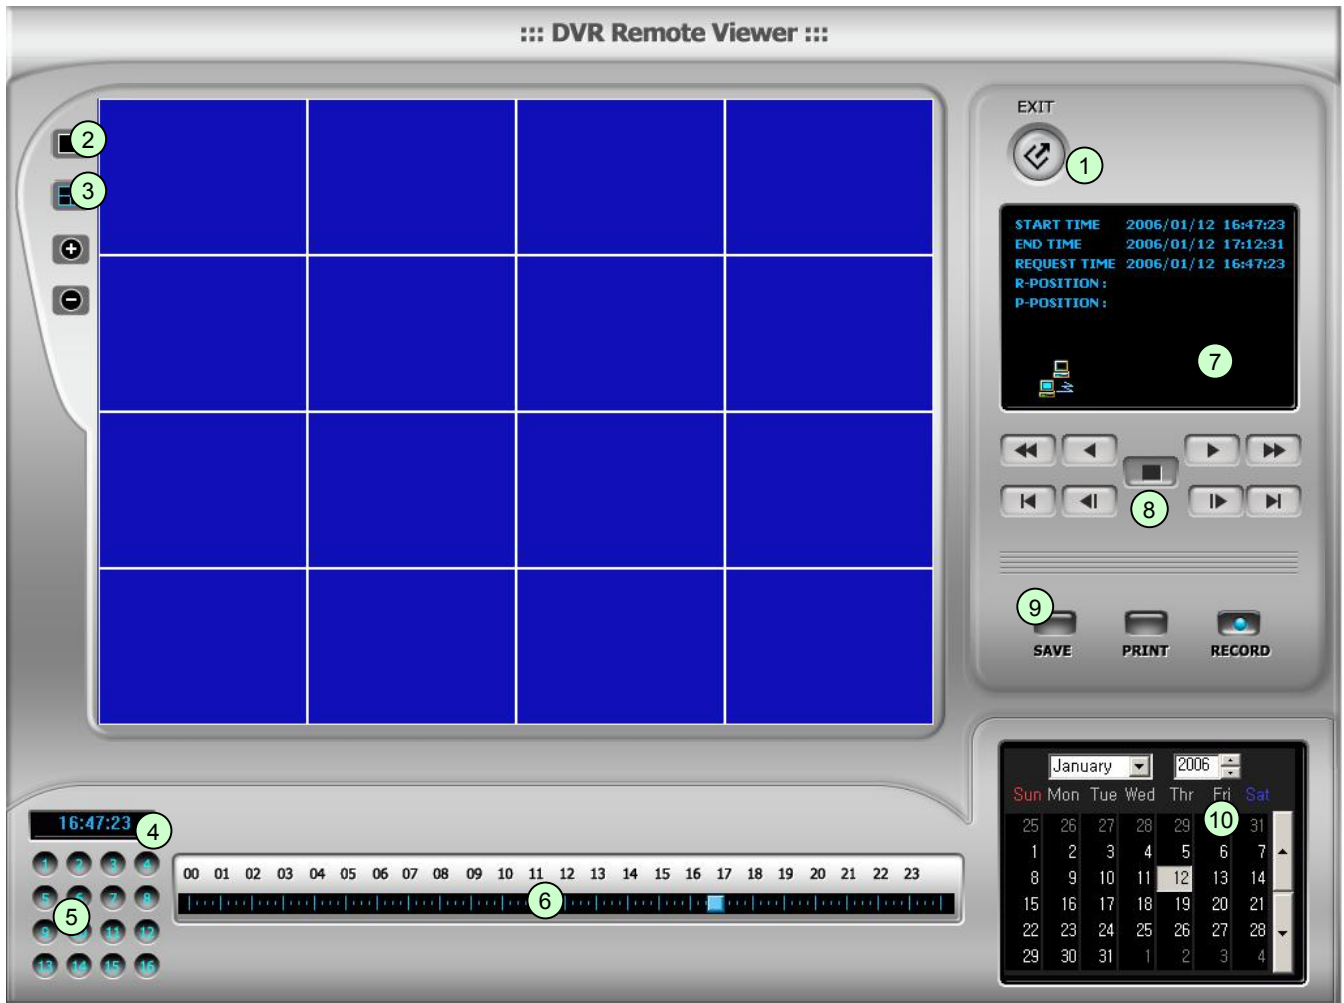 ::: DVR Remote Viewer :::
EXIT
1
2
3
START TIME 2006/01/12 16:47:23
END TIME 2006/01/12 17:12:31
REQUEST TIME 2006/01/12 16:47:23
R-POSITION :
P-POSITION :
7
8
9
SAVE PRINT RECORD
January 2006
Sun Mon Tue Wed Thr Fri Sat
25 26 27 28 29 31
10
1 2 3 4 5 6 7
8 9 10 11 12 13 14
15 16 17 18 19 20 21
22 23 24 25 26 27 28
29 30 31 1 2 3 4
16:47:23
4
1 2 3 4
5 6 7 8
5
9 11 12
13 14 15 16
00 01 02 03 04 05 06 07 08 09 10 11 12 13 14 15 16 17 18 19 20 21 22 23
6